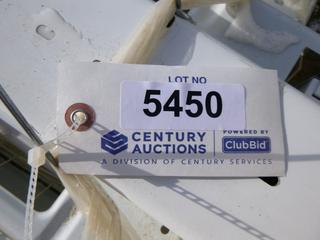 LOT NO
5450
CENTURY
AUCTIONS
POWERED BY
ClubBid
A DIVISION OF CENTURY SERVICES